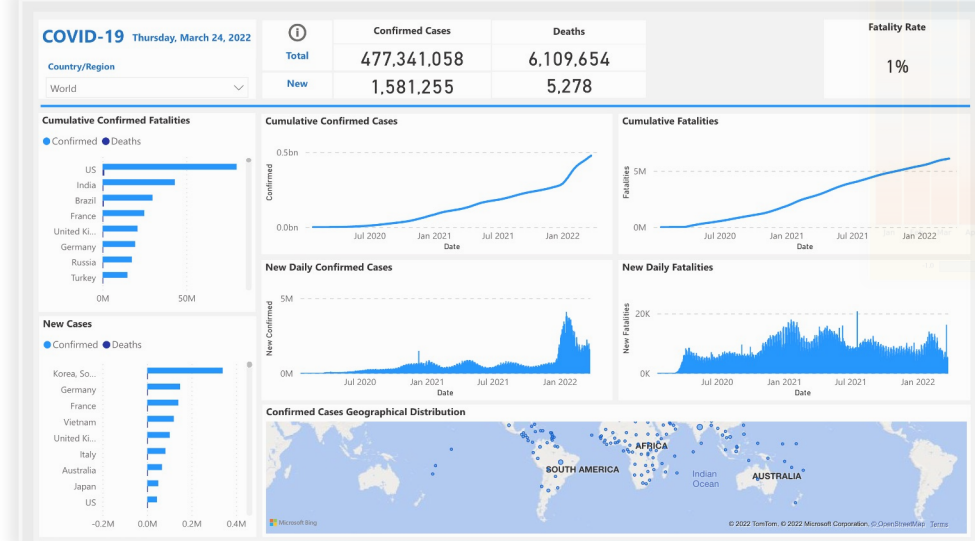 COVID-19 Thursday, March 24, 2022
Country/Region
World
Confirmed Cases Deaths
Total 477,341,058 6,109,654
New 1,581,255 5,278
Fatality Rate
1%
Cumulative Confirmed Fatalities
Confirmed Deaths
US
India
Brazil
France
United Ki...
Germany
Russia
Turkey
0M 50M
New Cases
Confirmed Deaths
Korea, So...
Germany
France
Vietnam
United Ki...
Italy
Australia
Japan
US
-0.2M 0.0M 0.2M 0.4M
Cumulative Confirmed Cases
Confirmed
0.5bn
0.0bn
Jul 2020 Jan 2021 Jul 2021 Jan 2022
Date
Cumulative Fatalities
Fatalities
5M
0M
Jul 2020 Jan 2021 Jul 2021 Jan 2022
Date
New Daily Confirmed Cases
New Confirmed
5M
0M
Jul 2020 Jan 2021 Jul 2021 Jan 2022
Date
New Daily Fatalities
New Fatalities
20K
0K
Jul 2020 Jan 2021 Jul 2021 Jan 2022
Date
Confirmed Cases Geographical Distribution
AFRICA
SOUTH AMERICA
Indian
Ocean
AUSTRALIA
Microsoft Bing
© 2022 TomTom, © 2022 Microsoft Corporation, © OpenStreetMap Terms